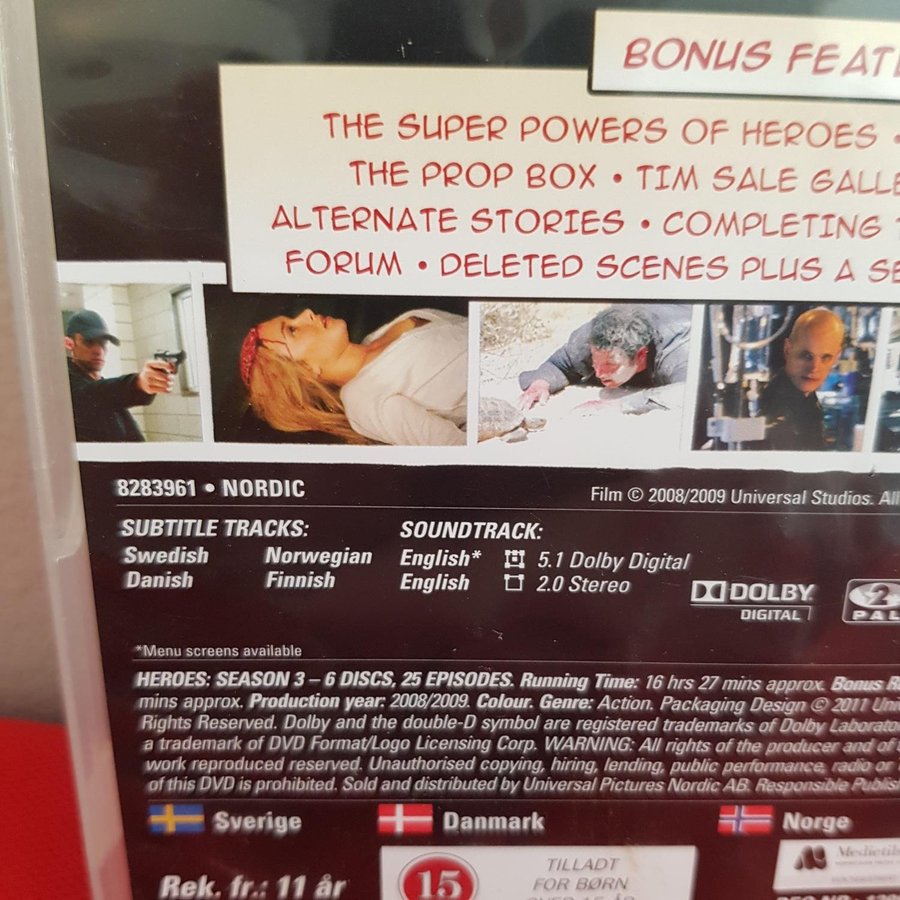 BONUS
THE SUPER POWERS OF HEROES •
THE PROP BOX • TIM SALE
ALTERNATE STORIES • COMPLETING
FORUM • DELETED SCENES PLUS A
8283961 • NORDIC
Film © 2008/2009 Universal Studios. All
SUBTITLE TRACKS: SOUNDTRACK:
Swedish Norwegian English* 5.1 Dolby Digital
Danish Finnish English 2.0 Stereo
DOLBY
DIGITAL
2
PAL
*Menu screens available
HEROES: SEASON 3 – 6 DISCS, 25 EPISODES. Running Time: 16 hrs 27 mins approx. Bonus
mins approx. Production year: 2008/2009. Colour. Genre: Action. Packaging Design © 2011
Rights Reserved. Dolby and the double-D symbol are registered trademarks of Dolby
a trademark of DVD Format/Logo Licensing Corp. WARNING: All rights of the producer and of
work reproduced reserved. Unauthorised copying, hiring, lending, public performance, radio or
of this DVD is prohibited. Sold and distributed by Universal Pictures Nordic AB. Responsible
Sverige Danmark Norge
Rek. fr.: 11 år
15
TILLADT
FOR BØRN
OVER 15 ÅR